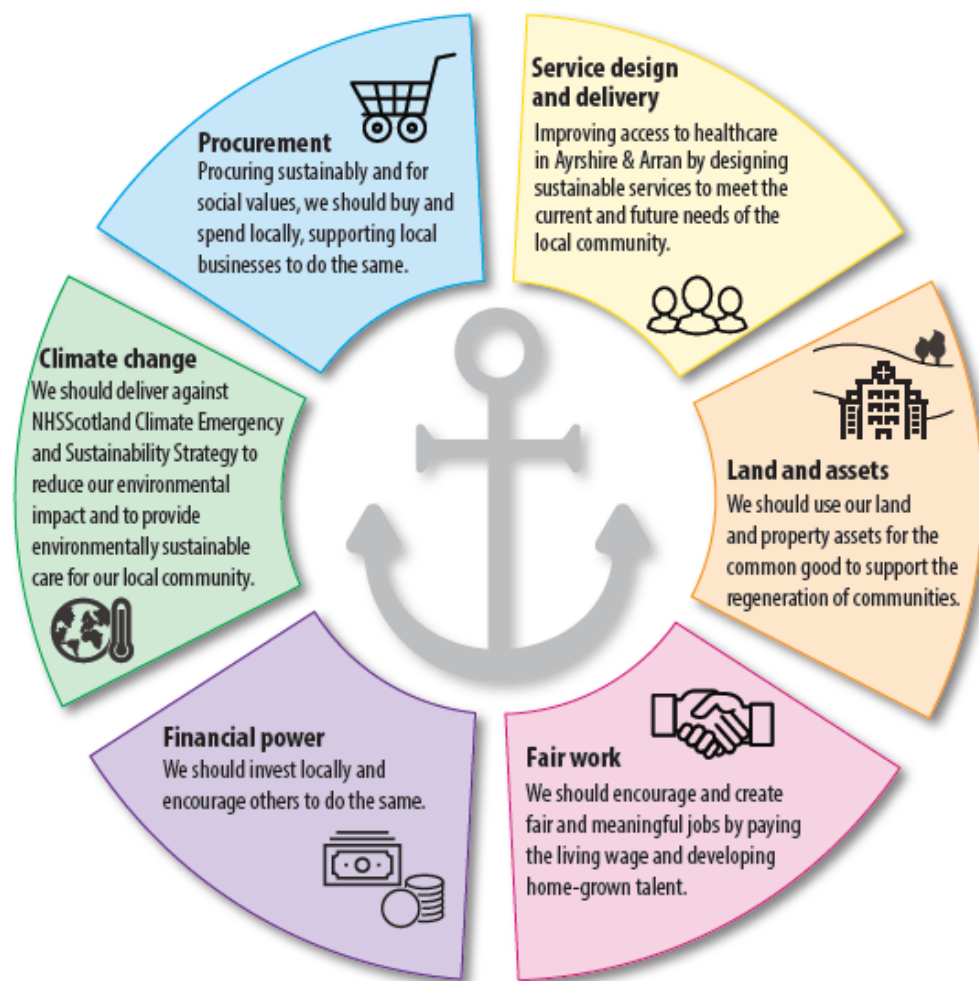 Procurement
Procuring sustainably and for
social values, we should buy and
spend locally, supporting local
businesses to do the same.
Service design
and delivery
Improving access to healthcare
in Ayrshire & Arran by designing
sustainable services to meet the
current and future needs of the
local community.
Land and assets
We should use our land
and property assets for the
common good to support the
regeneration of communities.
Fair work
We should encourage and create
fair and meaningful jobs by paying
the living wage and developing
home-grown talent.
Financial power
We should invest locally and
encourage others to do the same.
Climate change
We should deliver against
NHSScotland Climate Emergency
and Sustainability Strategy to
reduce our environmental
impact and to provide
environmentally sustainable
care for our local community.